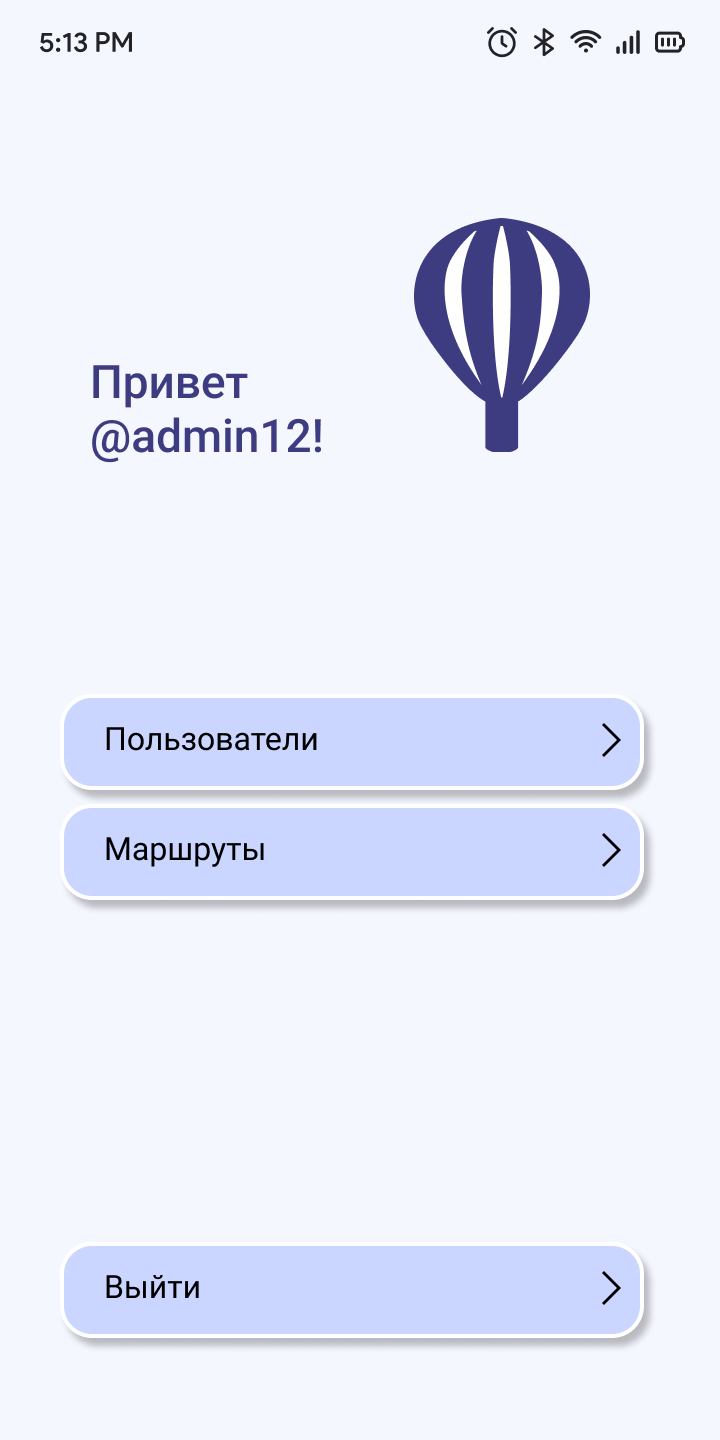 5:13 PM
Привет
@admin12!
Пользователи
Маршруты
Выйти